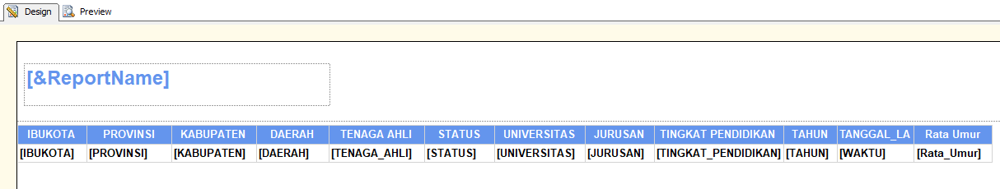 Design Preview
[&ReportName]
IBUKOTA PROVINSI KABUPATEN DAERAH TENAGA AHLI STATUS UNIVERSITAS JURUSAN TINGKAT PENDIDIKAN TAHUN TANGGAL_LA Rata Umur
[IBUKOTA] [PROVINSI] [KABUPATEN] [DAERAH] [TENAGA_AHLI] [STATUS] [UNIVERSITAS] [JURUSAN] [TINGKAT_PENDIDIKAN] [TAHUN] [WAKTU] [Rata_Umur]